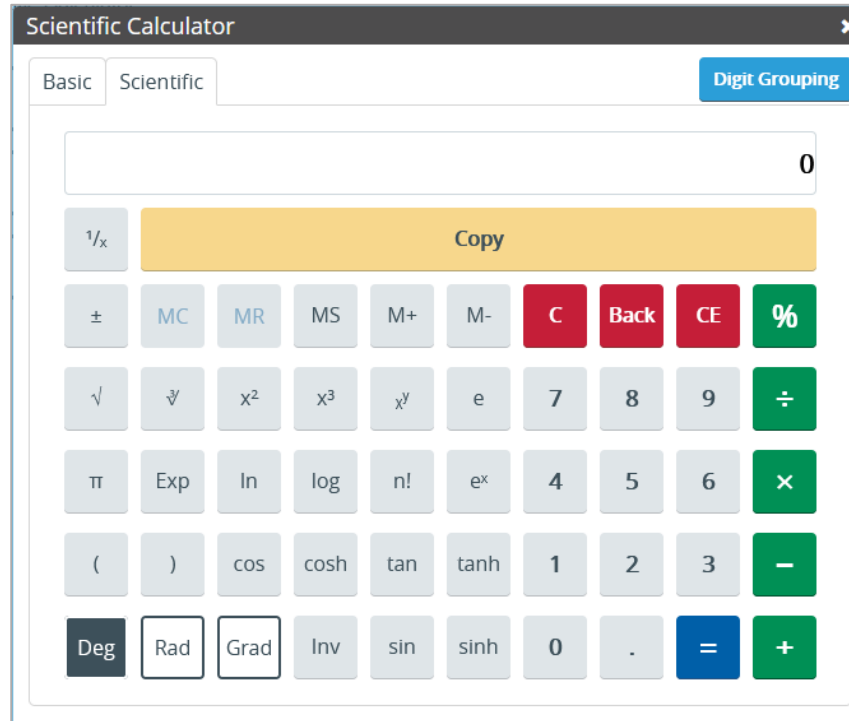 Scientific Calculator ×
Basic Scientific Digit Grouping
0
¹/ₓ Copy
± MC MR MS M+ M- C Back CE %
√ ∛ x² x³ xʸ e 7 8 9 ÷
π Exp ln log n! eˣ 4 5 6 ×
( ) cos cosh tan tanh 1 2 3 −
Deg Rad Grad Inv sin sinh 0 . = +